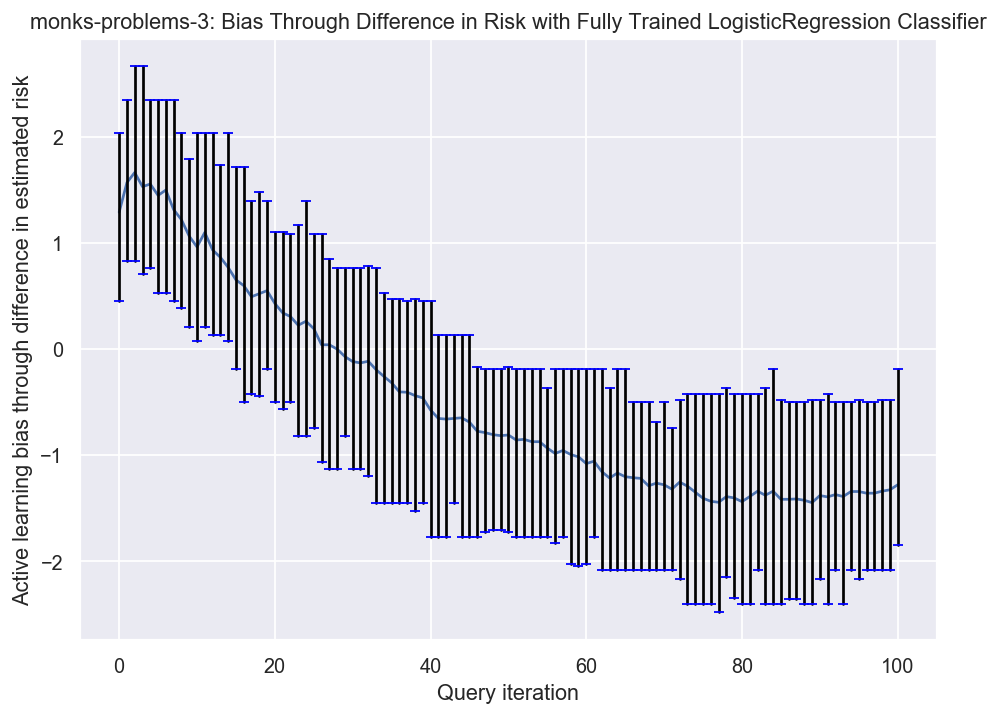 monks-problems-3: Bias Through Difference in Risk with Fully Trained LogisticRegression Classifier
Active learning bias through difference in estimated risk
2
1
0
−1
−2
0 20 40 60 80 100
Query iteration